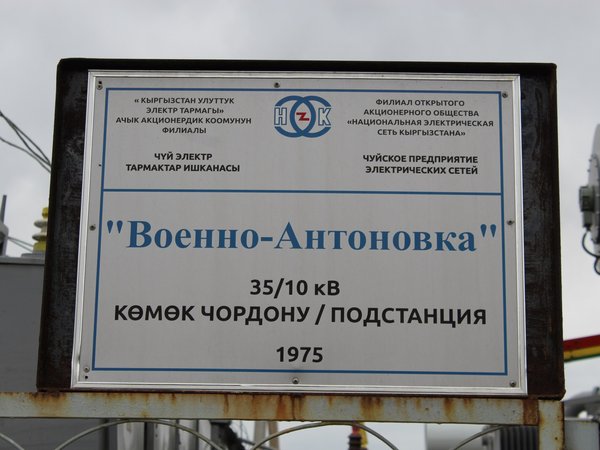 « КЫРГЫЗСТАН УЛУТТУК
ЭЛЕКТР ТАРМАГЫ»
АЧЫК АКЦИОНЕРДИК КООМУНУН
ФИЛИАЛЫ
ЧҮЙ ЭЛЕКТР
ТАРМАКТАР ИШКАНАСЫ
Н К
ФИЛИАЛ ОТКРЫТОГО
АКЦИОНЕРНОГО ОБЩЕСТВА
«НАЦИОНАЛЬНАЯ ЭЛЕКТРИЧЕСКАЯ
СЕТЬ КЫРГЫЗСТАНА»
ЧУЙСКОЕ ПРЕДПРИЯТИЕ
ЭЛЕКТРИЧЕСКИХ СЕТЕЙ
"Военно-Антоновка"
35/10 кВ
КӨМӨК ЧОРДОНУ / ПОДСТАНЦИЯ
1975